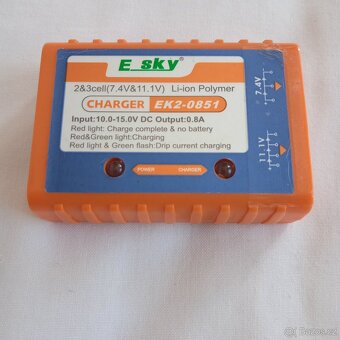 E_sky
2&3cell(7.4V&11.1V) Li-ion Polymer
CHARGER EK2-0851
Input:10.0-15.0V DC Output:0.8A
Red light: Charge complete & no battery
Red&Green light:Charging
Red light & Green flash:Drip current charging
POWER
CHARGER
7.4V
11.1V